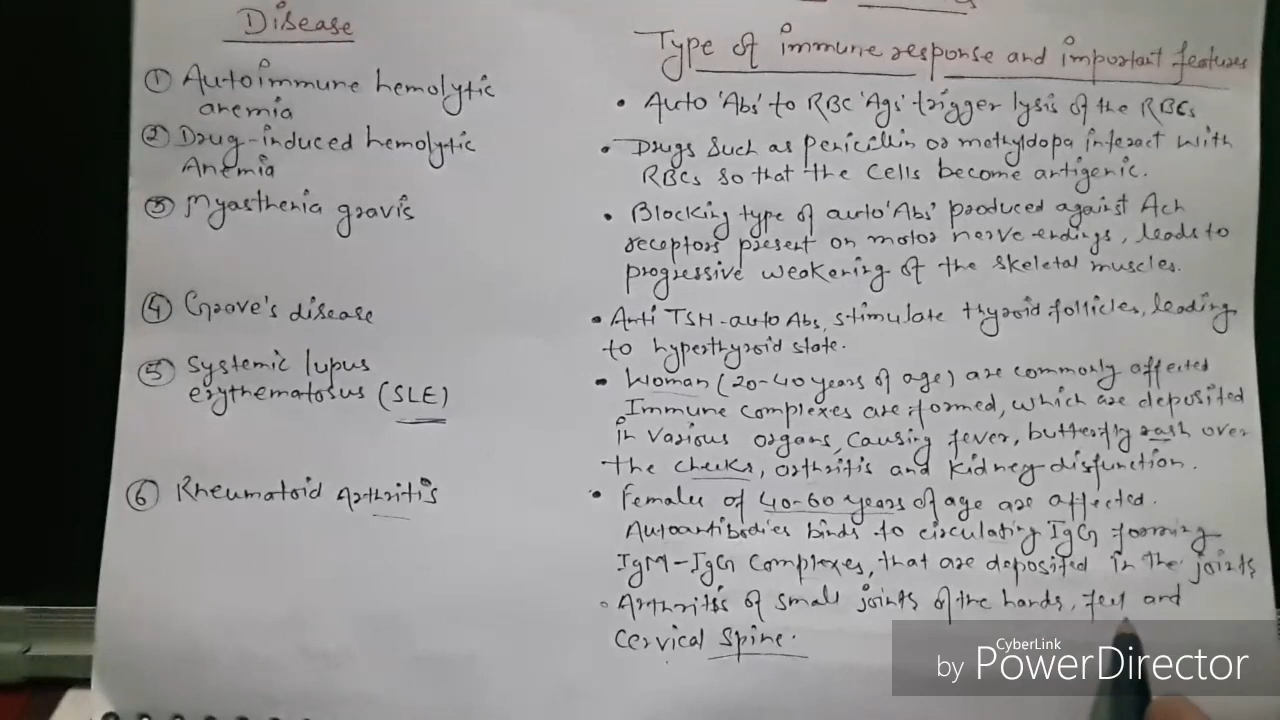 Disease
Type of immune response and important features
① Autoimmune hemolytic
anemia
• Auto 'Abs' to RBC 'Ags' trigger lysis of the RBCs
② Drug-induced hemolytic
Anemia
• Drugs such as penicillin or methyldopa interact with
RBCs so that the cells become antigenic.
③ Myasthenia gravis
• Blocking type of auto 'Abs' produced against Ach
receptors present on motor nerve endings, leads to
progressive weakening of the skeletal muscles.
④ Grave's disease
• Anti TSH-auto Abs, stimulate thyroid follicles, leading
to hyperthyroid state.
⑤ Systemic lupus
erythematosus (SLE)
• Woman (20-40 years of age) are commonly affected
Immune complexes are formed, which are deposited
in various organs, causing fever, butterfly rash over
the cheeks, arthritis and kidney disfunction.
⑥ Rheumatoid Arthritis
• Females of 40-60 years of age are affected.
Autoantibodies binds to circulating IgG forming
IgM-IgG complexes, that are deposited in the joints
• Arthritis of small joints of the hands, feet and
cervical spine.
CyberLink
by PowerDirector